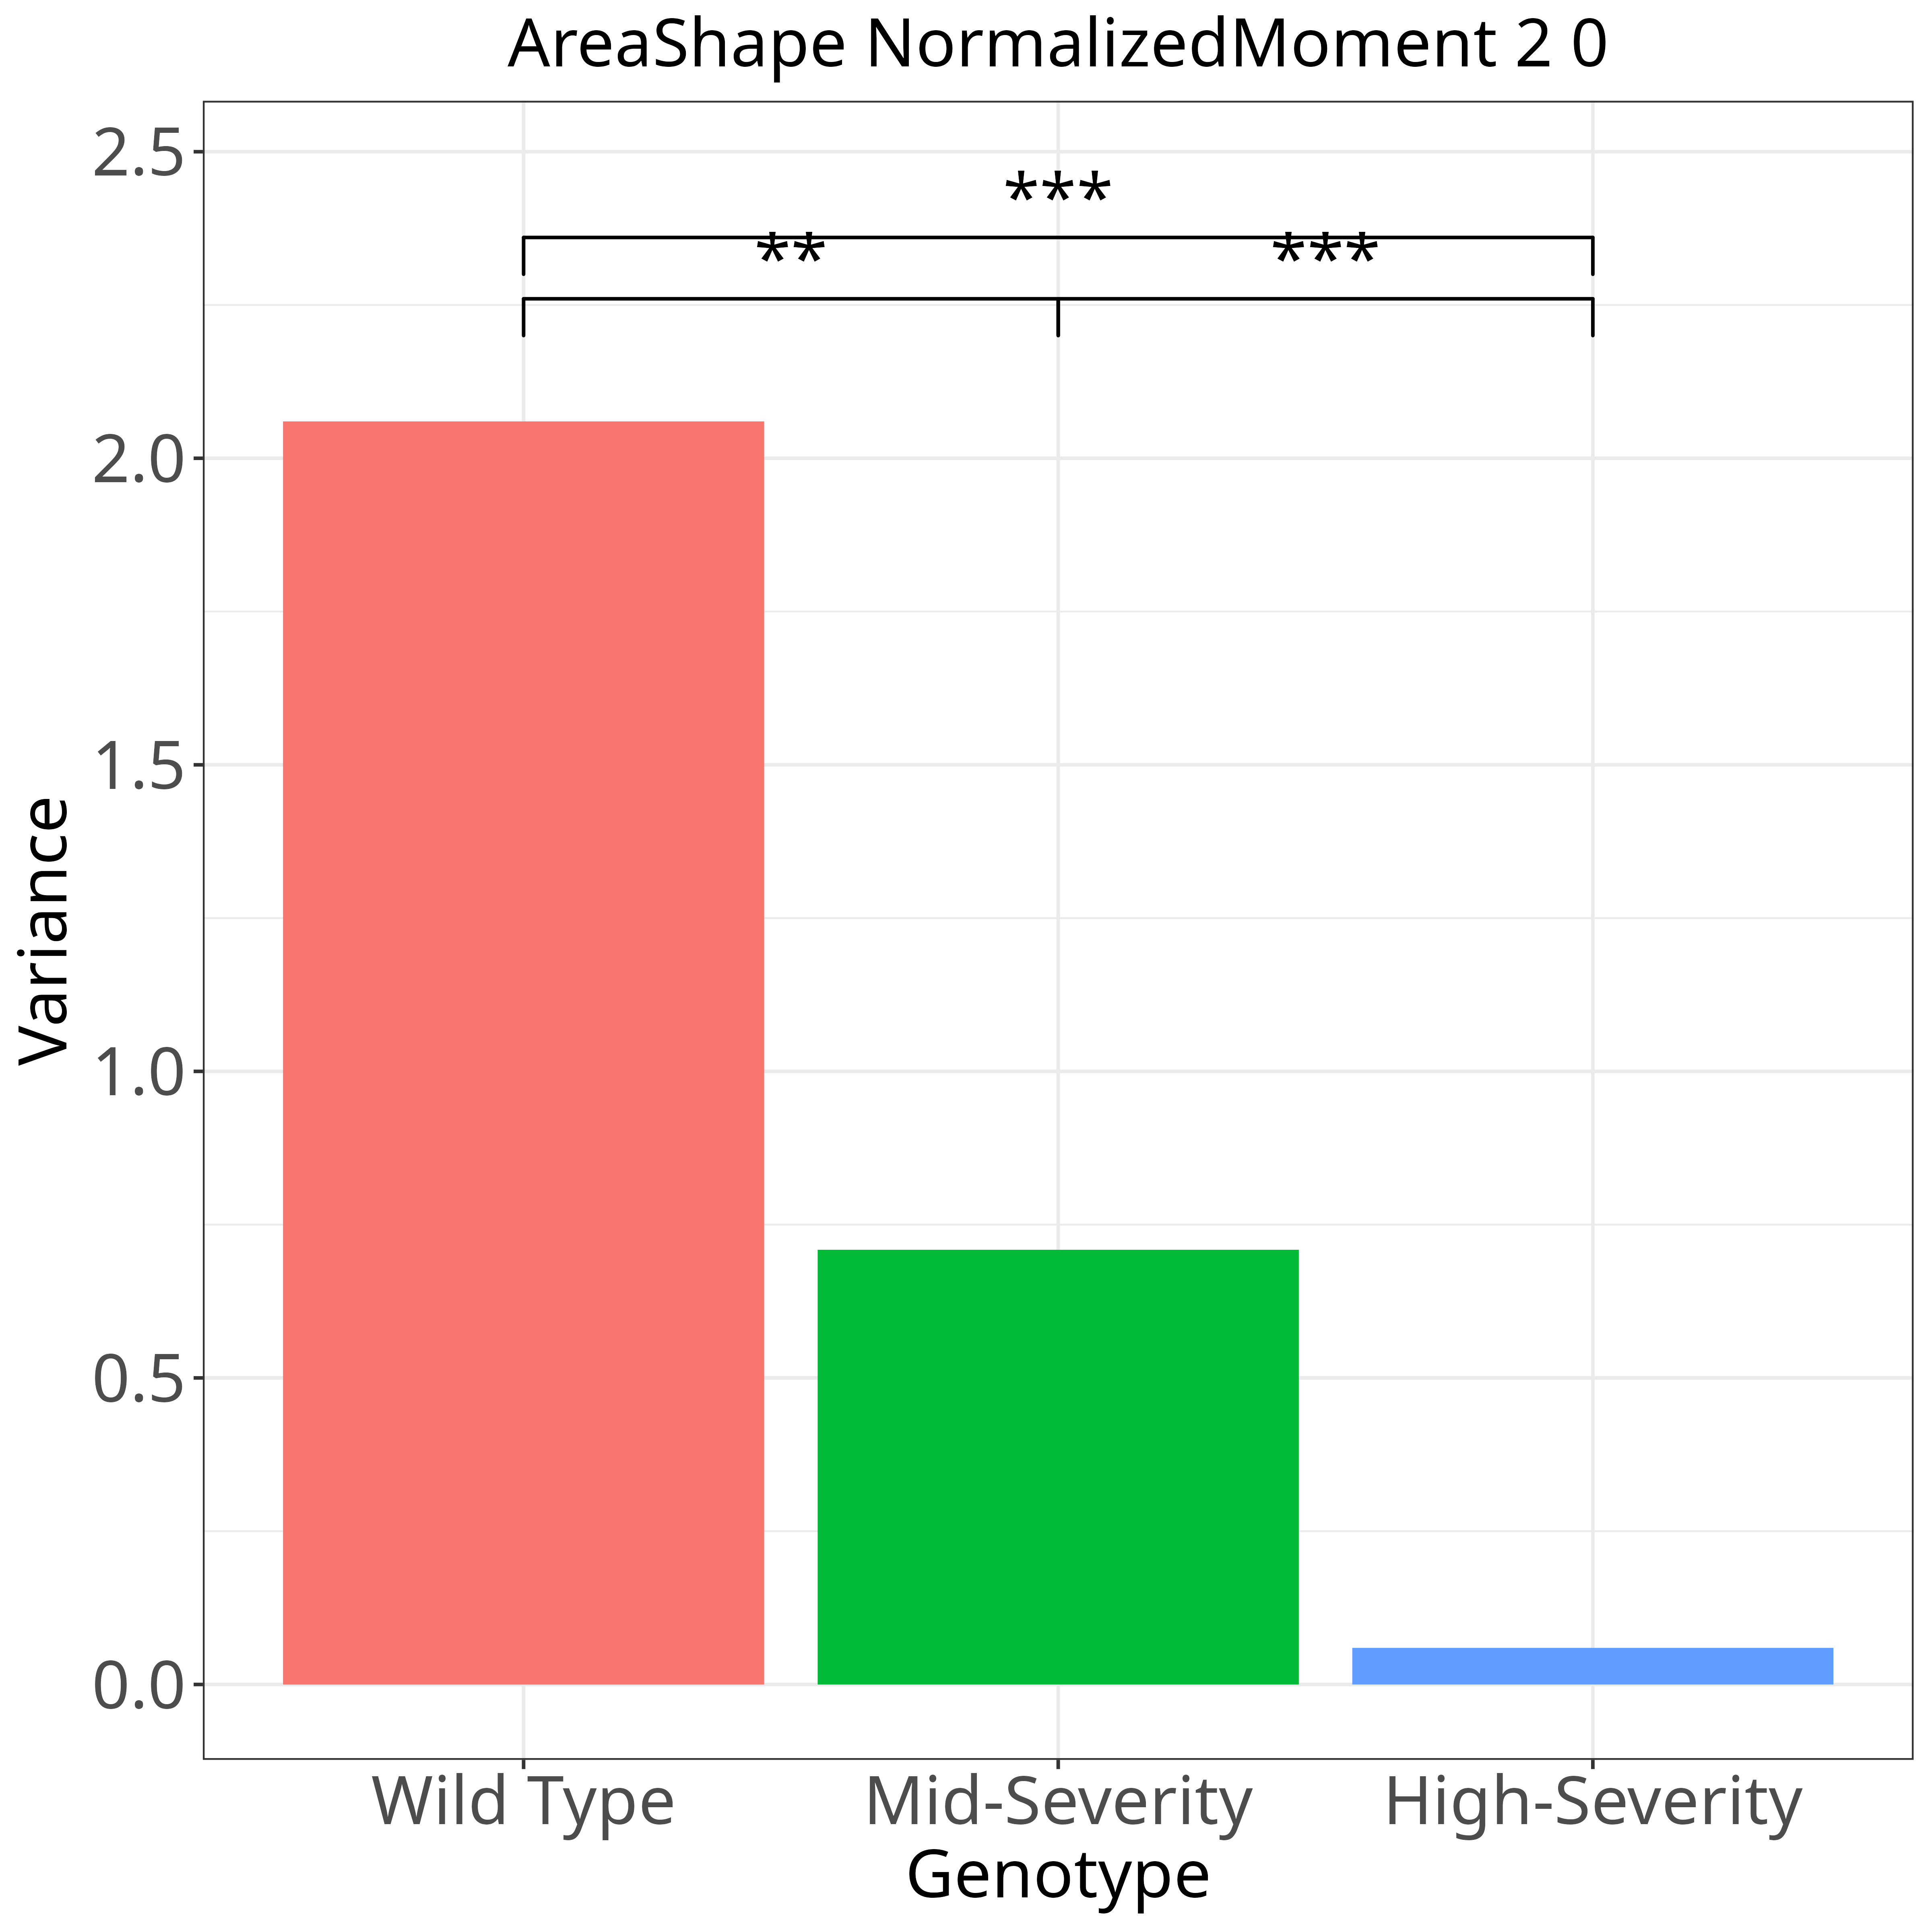 AreaShape NormalizedMoment 2 0
2.5
***
** ***
2.0
1.5
Variance
1.0
0.5
0.0
Wild Type Mid-Severity High-Severity
Genotype